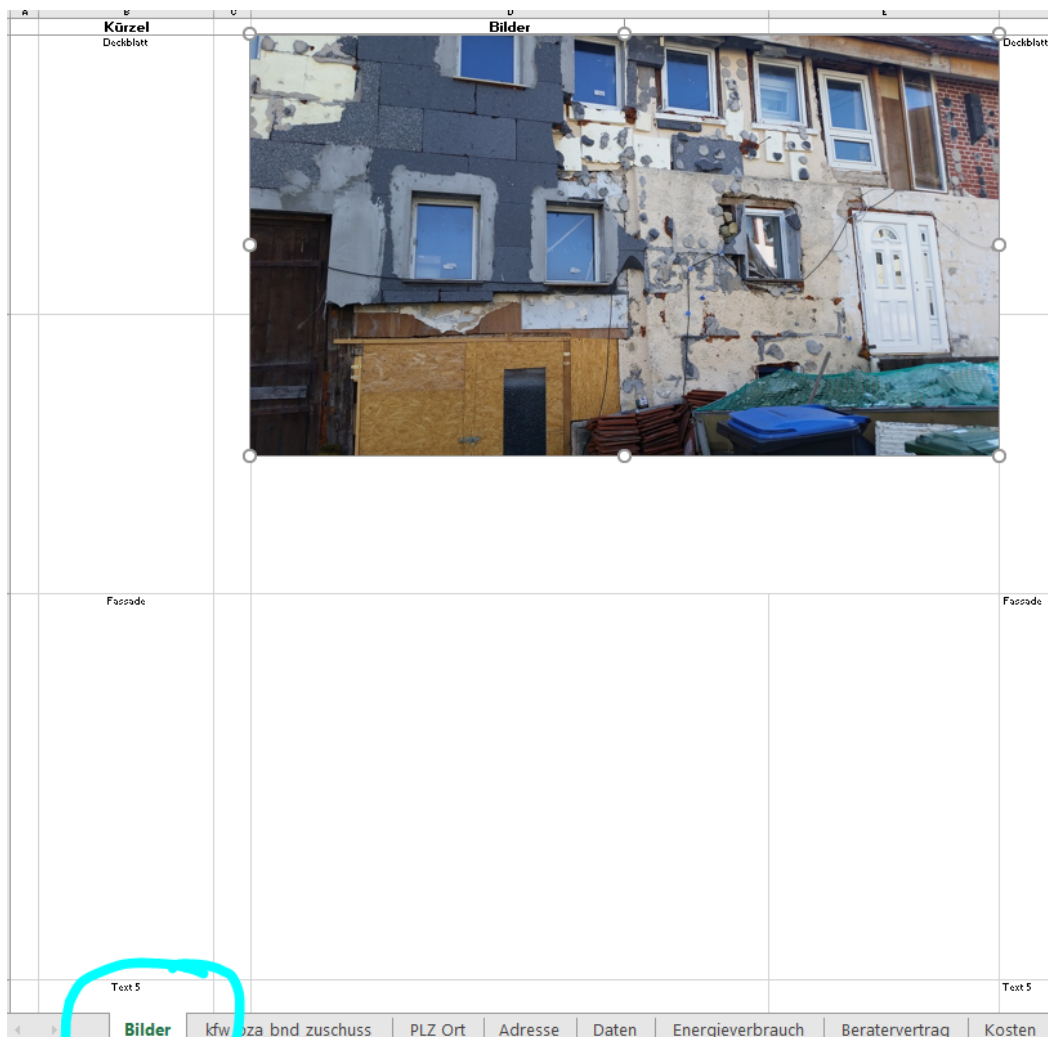 A B C D E
Kürzel Bilder
Deckblatt Deckblatt
Fassade Fassade
Text 5 Text 5
Bilder kfw bza bnd zuschuss PLZ Ort Adresse Daten Energieverbrauch Beratervertrag Kosten